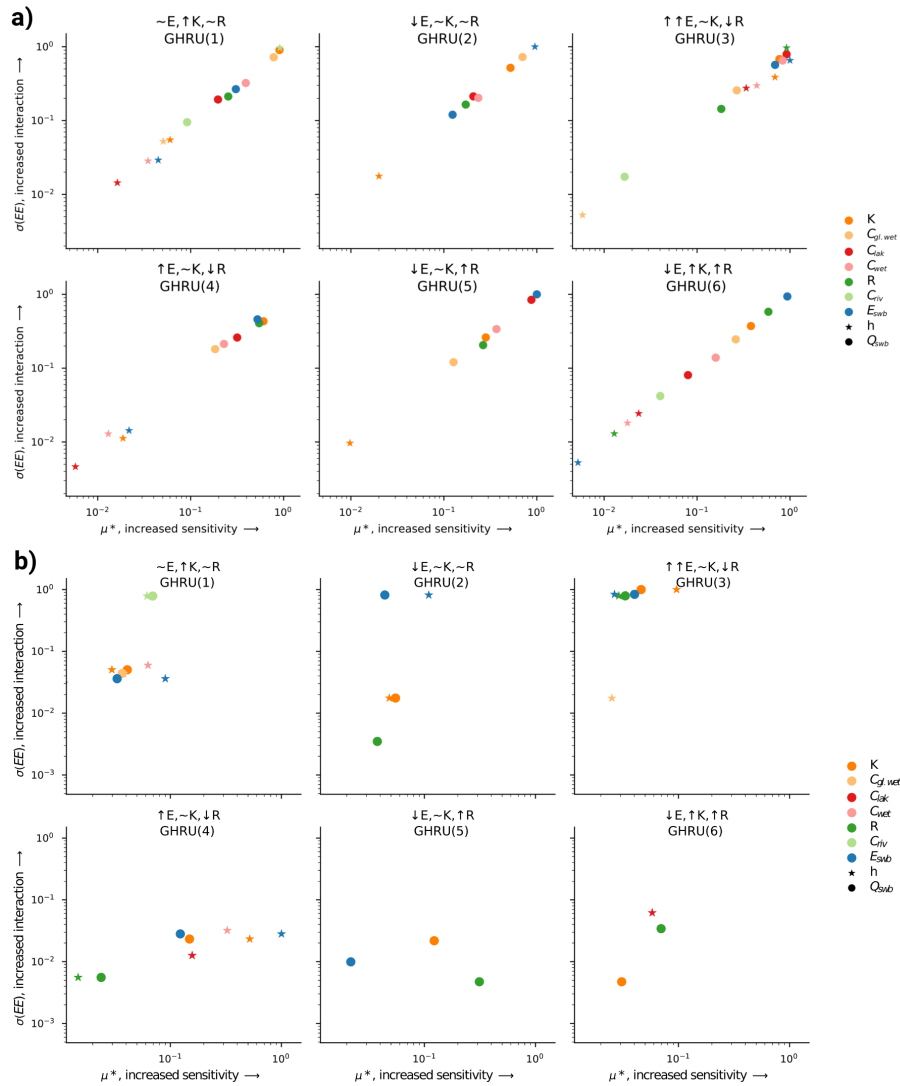 a)
~E,↑K,~R
GHRU(1)
↓E,~K,~R
GHRU(2)
↑↑E,~K,↓R
GHRU(3)
σ(EE), increased interaction ⟶
10⁰
10⁻¹
10⁻²
↑E,~K,↓R
GHRU(4)
↓E,~K,↑R
GHRU(5)
↓E,↑K,↑R
GHRU(6)
σ(EE), increased interaction ⟶
10⁰
10⁻¹
10⁻²
10⁻² 10⁻¹ 10⁰
10⁻² 10⁻¹ 10⁰
10⁻² 10⁻¹ 10⁰
μ*, increased sensitivity ⟶
μ*, increased sensitivity ⟶
μ*, increased sensitivity ⟶
K
C_gl.wet
C_lak
C_wet
R
C_riv
E_swb
h
Q_swb
b)
~E,↑K,~R
GHRU(1)
↓E,~K,~R
GHRU(2)
↑↑E,~K,↓R
GHRU(3)
σ(EE), increased interaction ⟶
10⁰
10⁻¹
10⁻²
10⁻³
↑E,~K,↓R
GHRU(4)
↓E,~K,↑R
GHRU(5)
↓E,↑K,↑R
GHRU(6)
σ(EE), increased interaction ⟶
10⁰
10⁻¹
10⁻²
10⁻³
10⁻¹ 10⁰
10⁻¹ 10⁰
10⁻¹ 10⁰
μ*, increased sensitivity ⟶
μ*, increased sensitivity ⟶
μ*, increased sensitivity ⟶
K
C_gl.wet
C_lak
C_wet
R
C_riv
E_swb
h
Q_swb